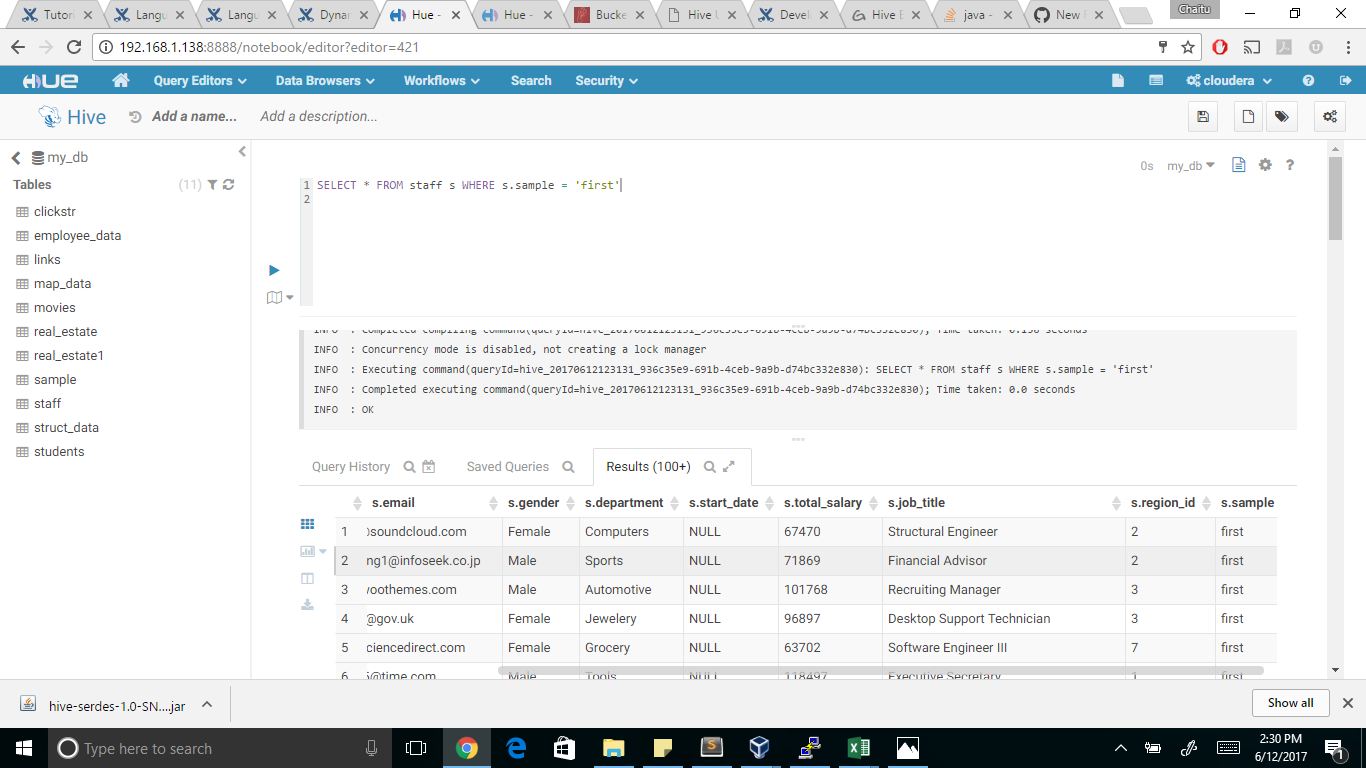 Tutori
Langu
Langu
Dynar
Hue -
Hue -
Bucke
Hive U
Devel
Hive E
java -
New
Chaitu
192.168.1.138:8888/notebook/editor?editor=421
HUE Query Editors Data Browsers Workflows Search Security cloudera
Hive Add a name... Add a description...
my_db
Tables (11)
clickstr
employee_data
links
map_data
movies
real_estate
real_estate1
sample
staff
struct_data
students
0s my_db
1 SELECT * FROM staff s WHERE s.sample = 'first'
2
INFO : Completed compiling command(queryId=hive_20170612123131_936c35e9-691b-4ceb-9a9b-d74bc332e830); Time taken: 0.136 seconds
INFO : Concurrency mode is disabled, not creating a lock manager
INFO : Executing command(queryId=hive_20170612123131_936c35e9-691b-4ceb-9a9b-d74bc332e830): SELECT * FROM staff s WHERE s.sample = 'first'
INFO : Completed executing command(queryId=hive_20170612123131_936c35e9-691b-4ceb-9a9b-d74bc332e830); Time taken: 0.0 seconds
INFO : OK
Query History Saved Queries Results (100+)
s.email s.gender s.department s.start_date s.total_salary s.job_title s.region_id s.sample
1 soundcloud.com Female Computers NULL 67470 Structural Engineer 2 first
2 ng1@infoseek.co.jp Male Sports NULL 71869 Financial Advisor 2 first
3 oothemes.com Male Automotive NULL 101768 Recruiting Manager 3 first
4 @gov.uk Female Jewelery NULL 96897 Desktop Support Technician 3 first
5 ciencedirect.com Female Grocery NULL 63702 Software Engineer III 7 first
6 @time.com Male Tools NULL 118497 Executive Secretary 1 first
hive-serdes-1.0-SN....jar
Show all
Type here to search
2:30 PM
6/12/2017
1